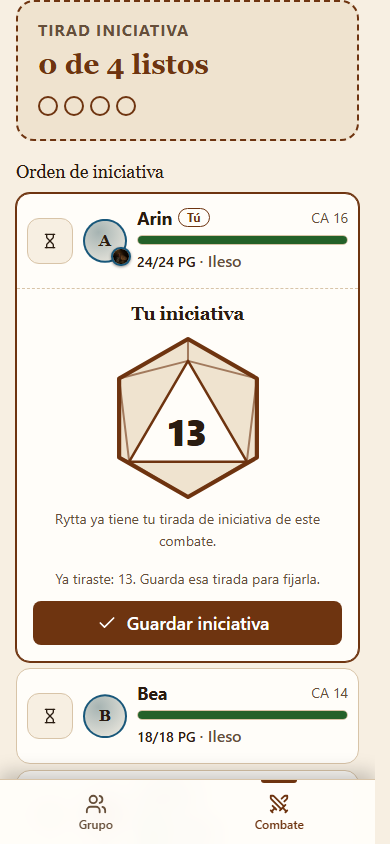 TIRAD INICIATIVA
0 de 4 listos
Orden de iniciativa
A
Arin Tú CA 16
24/24 PG · Ileso
Tu iniciativa
13
Rytta ya tiene tu tirada de iniciativa de este
combate.
Ya tiraste: 13. Guarda esa tirada para fijarla.
Guardar iniciativa
B
Bea CA 14
18/18 PG · Ileso
Grupo Combate